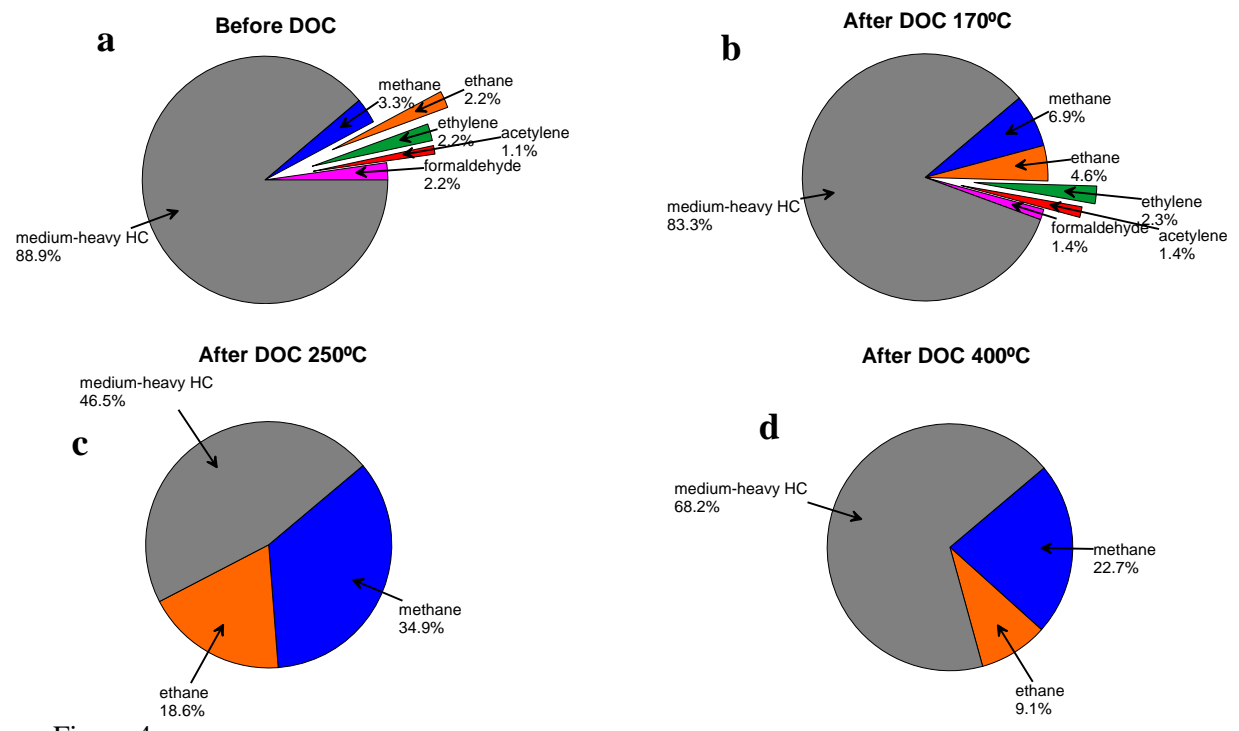 a
Before DOC
methane
3.3%
ethane
2.2%
ethylene
2.2%
acetylene
1.1%
formaldehyde
2.2%
medium-heavy HC
88.9%
b
After DOC 170ºC
methane
6.9%
ethane
4.6%
ethylene
2.3%
acetylene
1.4%
formaldehyde
1.4%
medium-heavy HC
83.3%
c
After DOC 250ºC
medium-heavy HC
46.5%
methane
34.9%
ethane
18.6%
d
After DOC 400ºC
medium-heavy HC
68.2%
methane
22.7%
ethane
9.1%